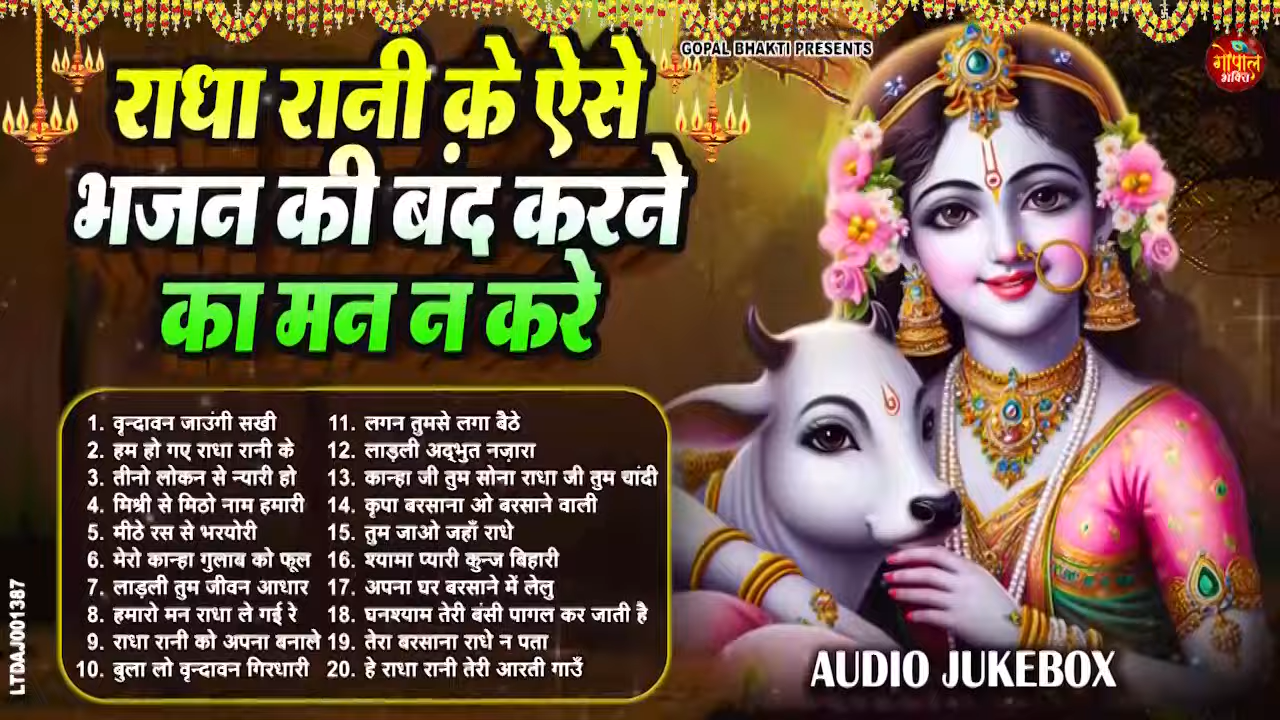 GOPAL BHAKTI PRESENTS
गोपाल
भक्ति
राधा रानी के ऐसे
भजन की बंद करने
का मन न करे
1. वृन्दावन जाउंगी सखी
2. हम हो गए राधा रानी के
3. तीनो लोकन से न्यारी हो
4. मिश्री से मिठो नाम हमारी
5. मीठे रस से भरयोरी
6. मेरो कान्हा गुलाब को फूल
7. लाड़ली तुम जीवन आधार
8. हमारो मन राधा ले गई रे
9. राधा रानी को अपना बनाले
10. बुला लो वृन्दावन गिरधारी
11. लगन तुमसे लगा बैठे
12. लाड़ली अद्भुत नज़ारा
13. कान्हा जी तुम सोना राधा जी तुम चांदी
14. कृपा बरसाना ओ बरसाने वाली
15. तुम जाओ जहाँ राधे
16. श्यामा प्यारी कुन्ज बिहारी
17. अपना घर बरसाने में लेलु
18. घनश्याम तेरी बंसी पागल कर जाती है
19. तेरा बरसाना राधे न पता
20. हे राधा रानी तेरी आरती गाउँ
LTDAJ001387
AUDIO JUKEBOX